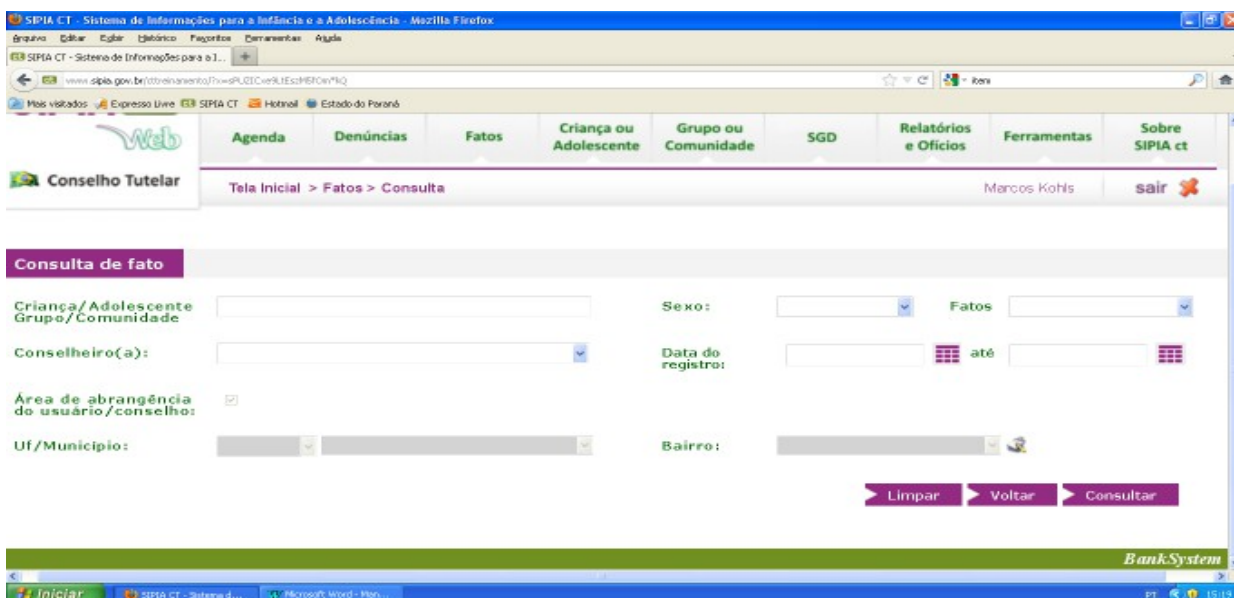 SIPIA CT - Sistema de Informações para a Infância e a Adolescência - Mozilla Firefox
Arquivo Editar Exibir Histórico Favoritos Ferramentas Ajuda
SIPIA CT - Sistema de Informações para a I... +
www.sipia.gov.br
Mais visitados Expresso Livre SIPIA CT Hotmail Estado do Paraná
Web
Agenda Denúncias Fatos Criança ou Adolescente Grupo ou Comunidade SGD Relatórios e Ofícios Ferramentas Sobre SIPIA ct
Conselho Tutelar
Tela Inicial > Fatos > Consulta Marcos Kohls sair
Consulta de fato
Criança/Adolescente Sexo: Fatos
Grupo/Comunidade
Conselheiro(a): Data do registro: até
Área de abrangência
do usuário/conselho:
Uf/Município: Bairro:
Limpar Voltar Consultar
BankSystem
Iniciar SIPIA CT - Sistema d... Microsoft Word - Man... PT 15:19